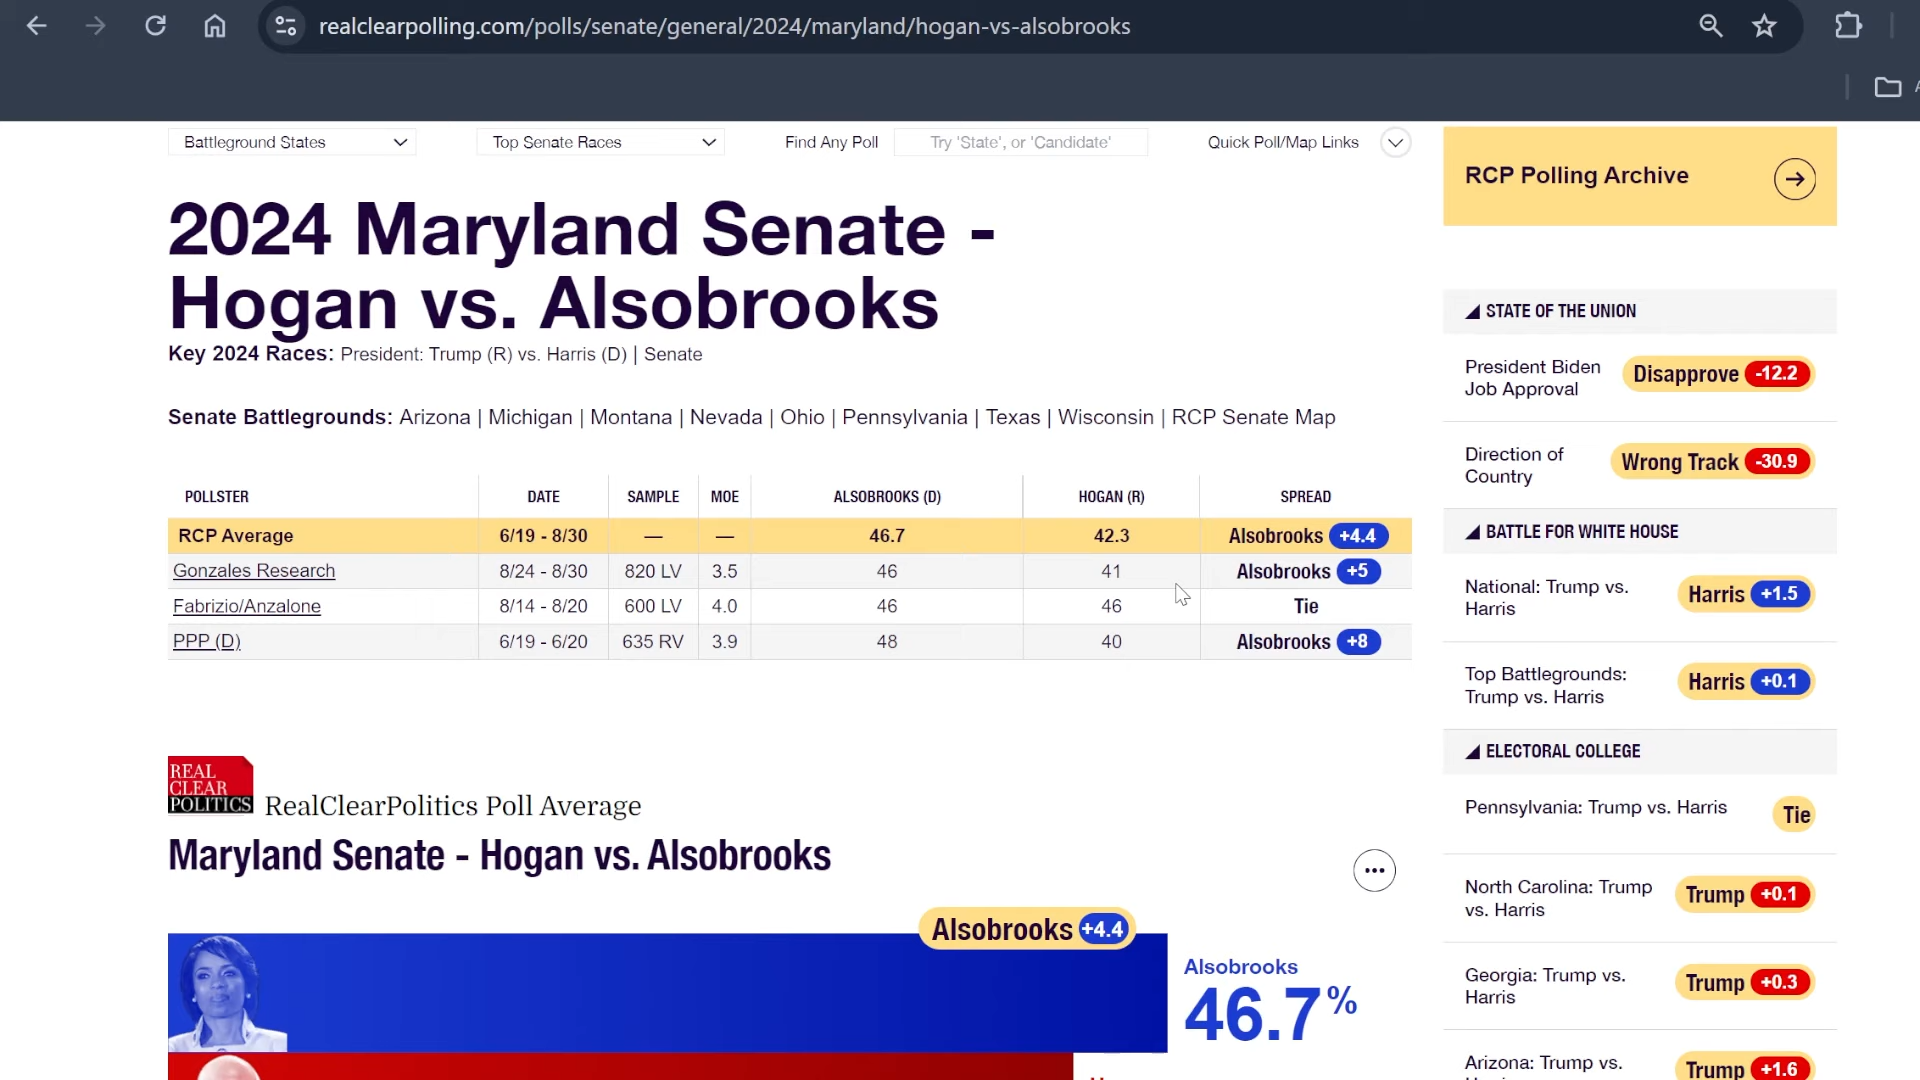 realclearpolling.com/polls/senate/general/2024/maryland/hogan-vs-alsobrooks
Battleground States
Top Senate Races
Find Any Poll
Try 'State', or 'Candidate'
Quick Poll/Map Links
2024 Maryland Senate -
Hogan vs. Alsobrooks
Key 2024 Races: President: Trump (R) vs. Harris (D) | Senate
Senate Battlegrounds: Arizona | Michigan | Montana | Nevada | Ohio | Pennsylvania | Texas | Wisconsin | RCP Senate Map
POLLSTER DATE SAMPLE MOE ALSOBROOKS (D) HOGAN (R) SPREAD
RCP Average 6/19 - 8/30 — — 46.7 42.3 Alsobrooks +4.4
Gonzales Research 8/24 - 8/30 820 LV 3.5 46 41 Alsobrooks +5
Fabrizio/Anzalone 8/14 - 8/20 600 LV 4.0 46 46 Tie
PPP (D) 6/19 - 6/20 635 RV 3.9 48 40 Alsobrooks +8
REAL
CLEAR
POLITICS
RealClearPolitics Poll Average
Maryland Senate - Hogan vs. Alsobrooks
Alsobrooks +4.4
Alsobrooks
46.7%
RCP Polling Archive
STATE OF THE UNION
President Biden
Job Approval
Disapprove -12.2
Direction of
Country
Wrong Track -30.9
BATTLE FOR WHITE HOUSE
National: Trump vs.
Harris
Harris +1.5
Top Battlegrounds:
Trump vs. Harris
Harris +0.1
ELECTORAL COLLEGE
Pennsylvania: Trump vs. Harris
Tie
North Carolina: Trump
vs. Harris
Trump +0.1
Georgia: Trump vs.
Harris
Trump +0.3
Arizona: Trump vs.
Trump +1.6